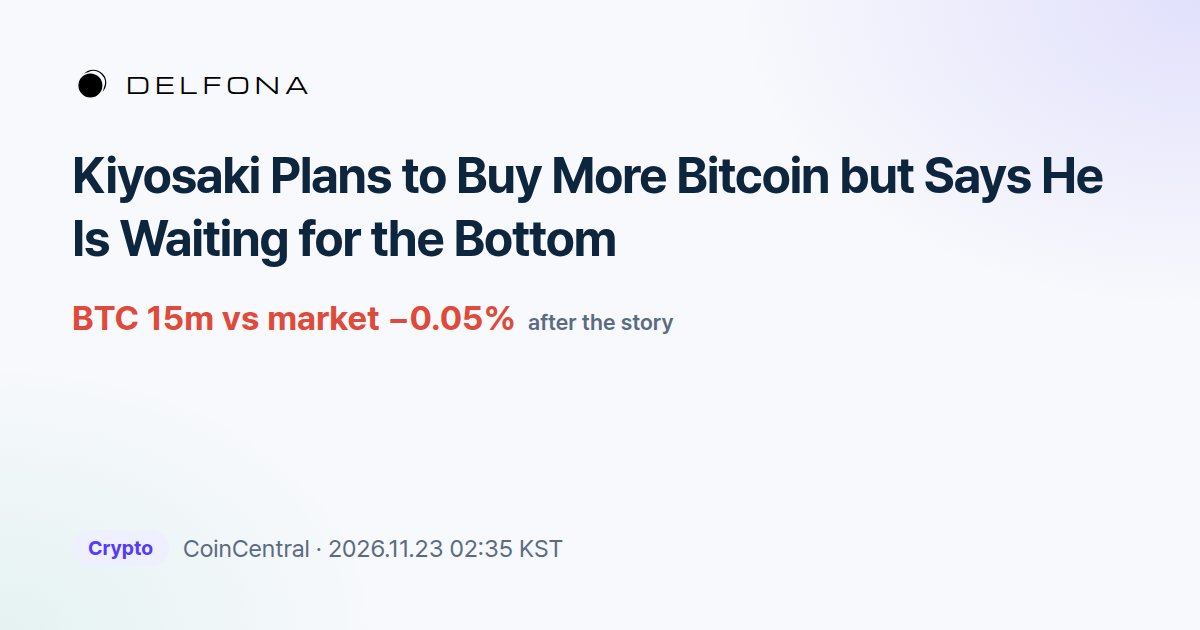 DELFONA
Kiyosaki Plans to Buy More Bitcoin but Says He
Is Waiting for the Bottom
BTC 15m vs market −0.05% after the story
Crypto CoinCentral · 2026.11.23 02:35 KST